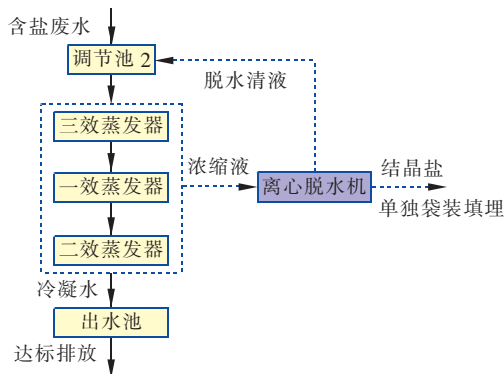 含盐废水
调节池 2
脱水清液
三效蒸发器
一效蒸发器
二效蒸发器
浓缩液
离心脱水机
结晶盐
单独袋装填埋
冷凝水
出水池
达标排放